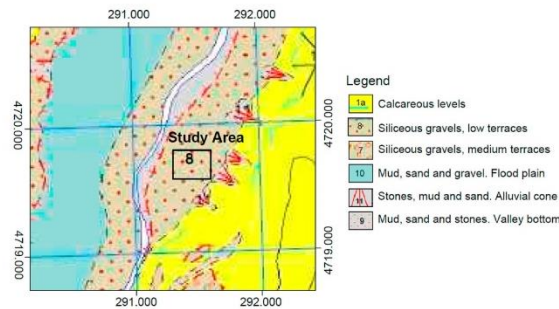 291.000 292.000
4720.000 4720.000
Study Area
8
4719.000 4719.000
291.000 292.000
Legend
1a Calcareous levels
8 Siliceous gravels, low terraces
7 Siliceous gravels, medium terraces
10 Mud, sand and gravel. Flood plain
11 Stones, mud and sand. Alluvial cone
9 Mud, sand and stones. Valley bottom